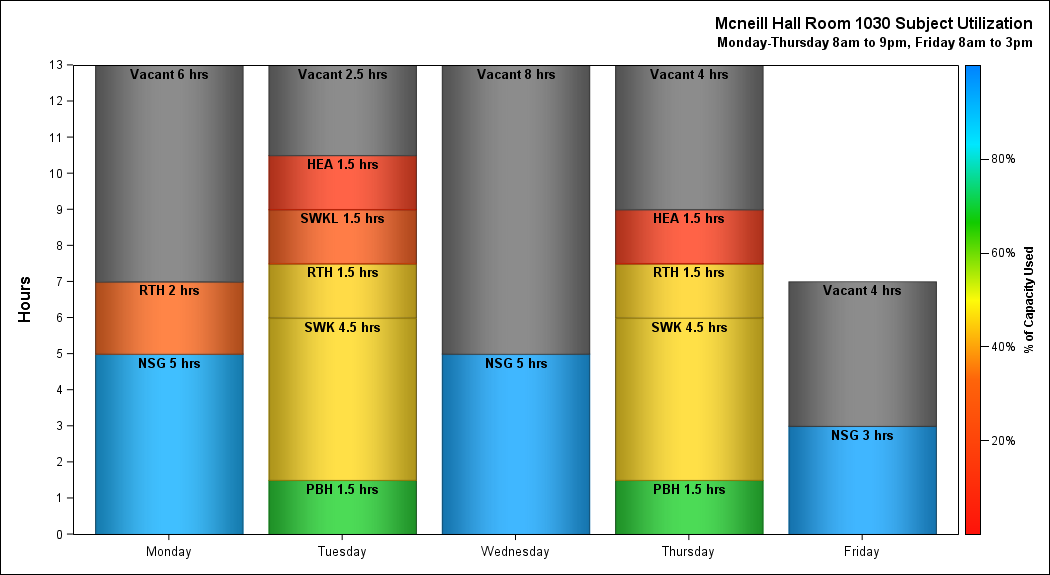 Mcneill Hall Room 1030 Subject Utilization
Monday-Thursday 8am to 9pm, Friday 8am to 3pm
Hours
13
12
11
10
9
8
7
6
5
4
3
2
1
0
Vacant 6 hrs
RTH 2 hrs
NSG 5 hrs
Vacant 2.5 hrs
HEA 1.5 hrs
SWKL 1.5 hrs
RTH 1.5 hrs
SWK 4.5 hrs
PBH 1.5 hrs
Vacant 8 hrs
NSG 5 hrs
Vacant 4 hrs
HEA 1.5 hrs
RTH 1.5 hrs
SWK 4.5 hrs
PBH 1.5 hrs
Vacant 4 hrs
NSG 3 hrs
Monday
Tuesday
Wednesday
Thursday
Friday
80%
60%
40%
20%
% of Capacity Used